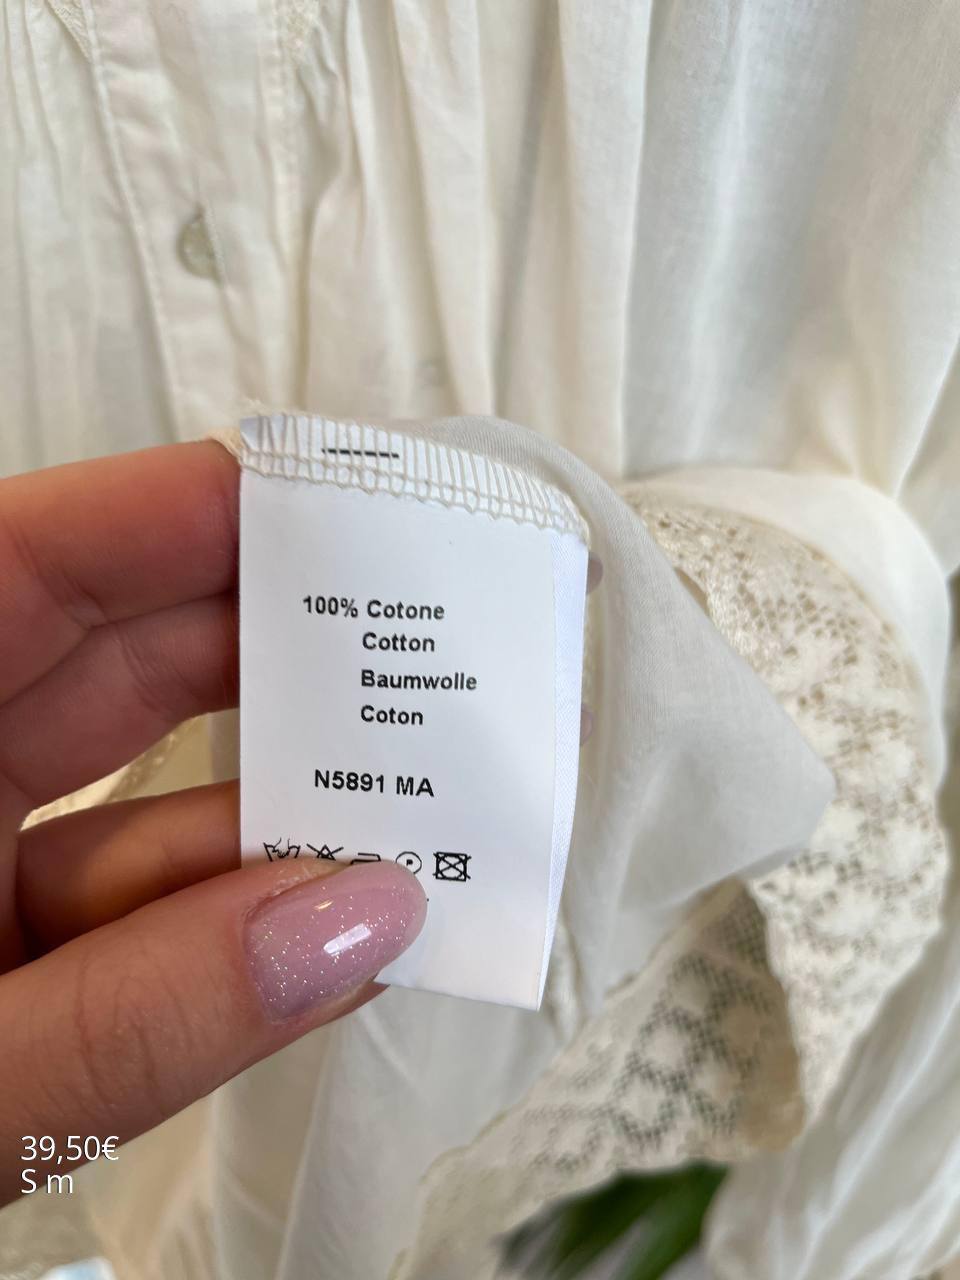 100% Cotone
Cotton
Baumwolle
Coton
N5891 MA
P
39,50€
S m